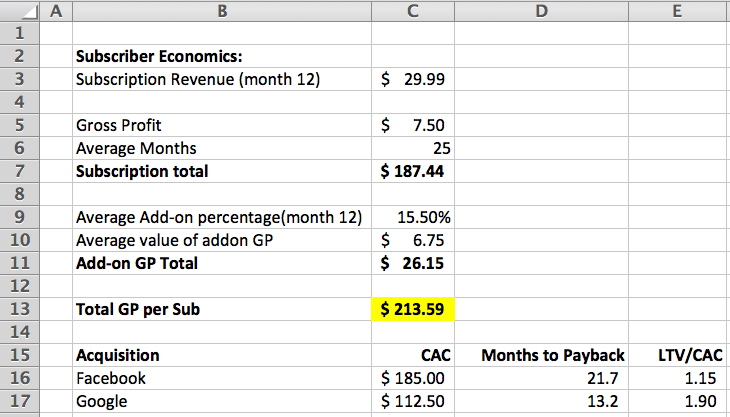 A B C D E
1
2 Subscriber Economics:
3 Subscription Revenue (month 12) $ 29.99
4
5 Gross Profit $ 7.50
6 Average Months 25
7 Subscription total $ 187.44
8
9 Average Add-on percentage(month 12) 15.50%
10 Average value of addon GP $ 6.75
11 Add-on GP Total $ 26.15
12
13 Total GP per Sub $ 213.59
14
15 Acquisition CAC Months to Payback LTV/CAC
16 Facebook $ 185.00 21.7 1.15
17 Google $ 112.50 13.2 1.90